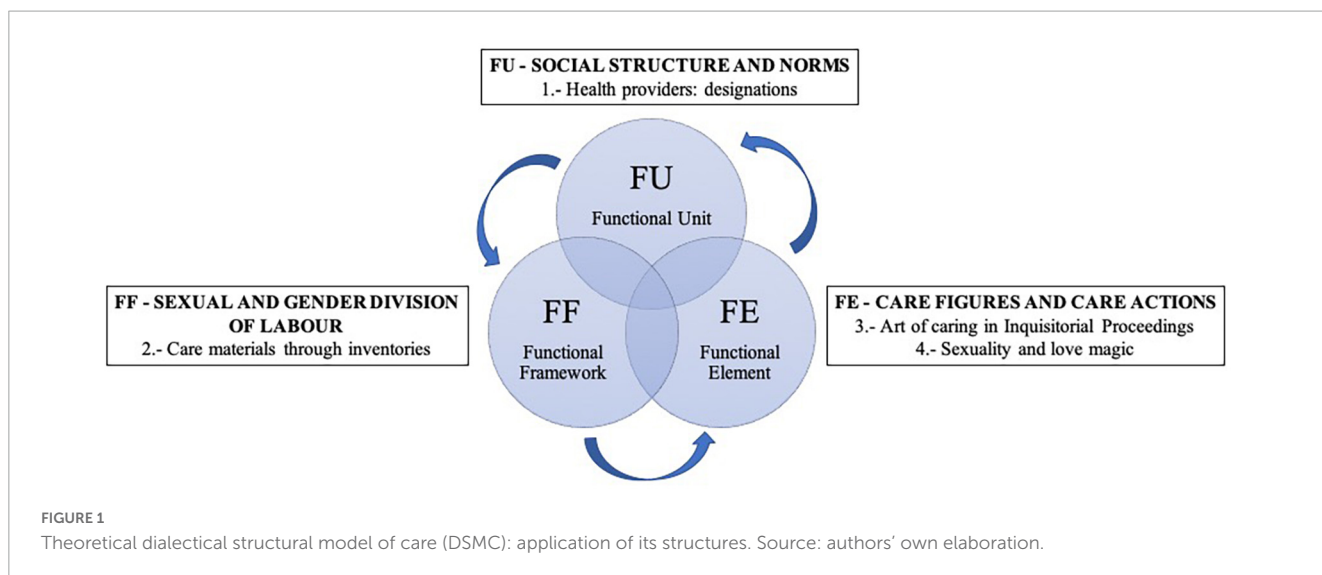 FU - SOCIAL STRUCTURE AND NORMS
1.- Health providers: designations
FU
Functional Unit
FF - SEXUAL AND GENDER DIVISION
OF LABOUR
2.- Care materials through inventories
FF
Functional
Framework
FE
Functional
Element
FE - CARE FIGURES AND CARE ACTIONS
3.- Art of caring in Inquisitorial Proceedings
4.- Sexuality and love magic
FIGURE 1
Theoretical dialectical structural model of care (DSMC): application of its structures. Source: authors' own elaboration.